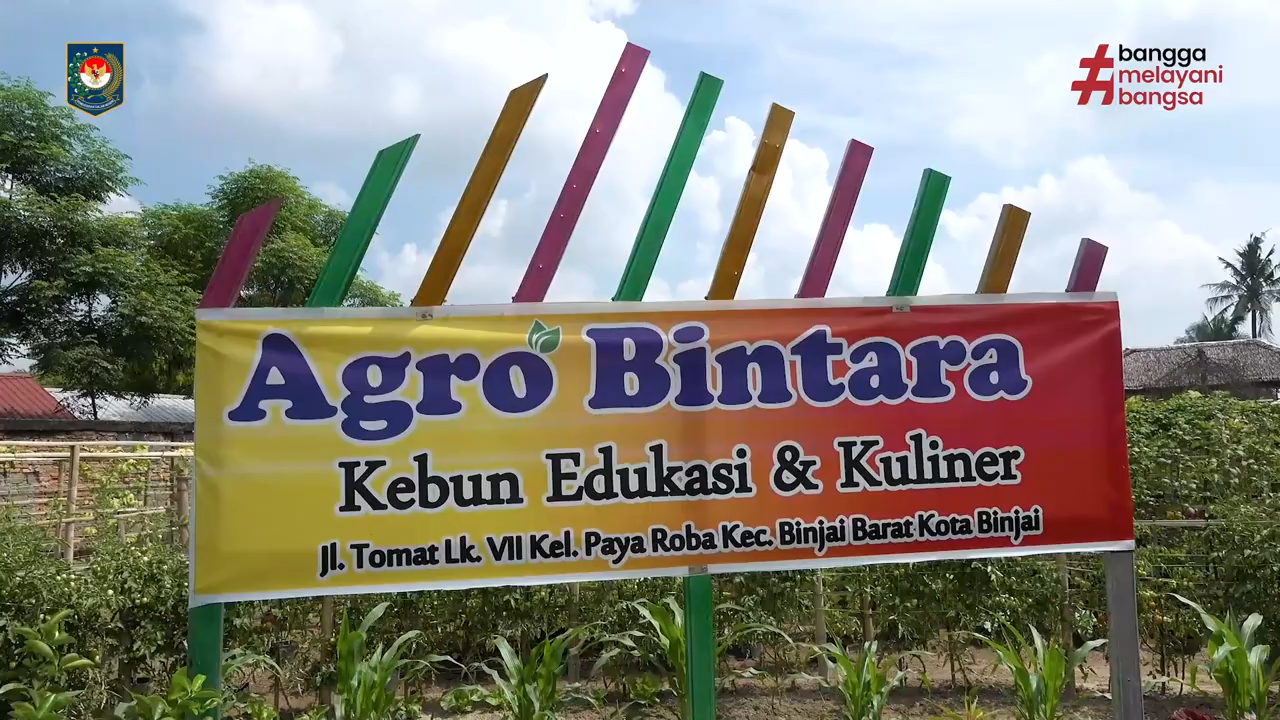 #bangga
melayani
bangsa
Agro Bintara
Kebun Edukasi & Kuliner
Jl. Tomat Lk. VII Kel. Paya Roba Kec. Binjai Barat Kota Binjai